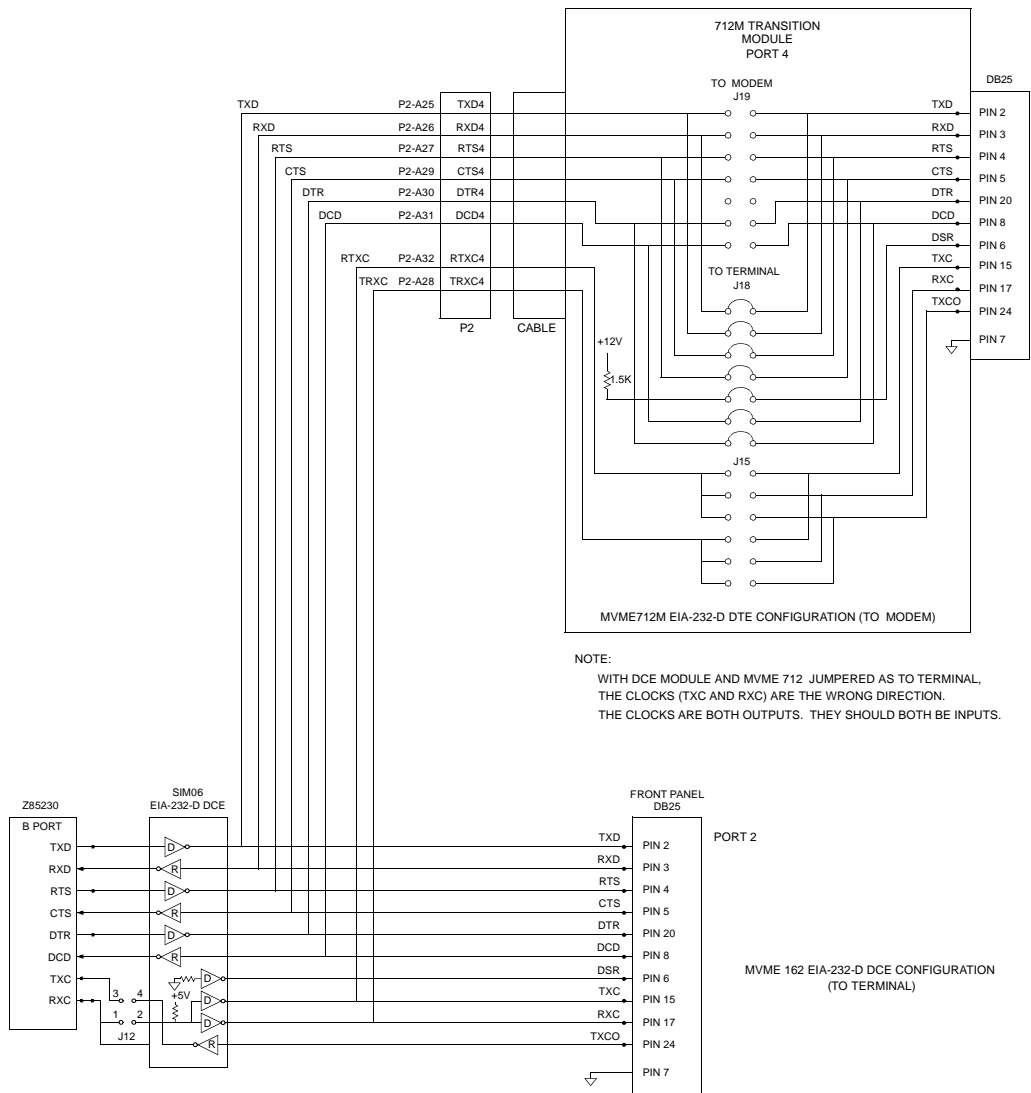 712M TRANSITION
MODULE
PORT 4
TO MODEM
J19
DB25
TXD P2-A25 TXD4 TXD PIN 2
RXD P2-A26 RXD4 RXD PIN 3
RTS P2-A27 RTS4 RTS PIN 4
CTS P2-A29 CTS4 CTS PIN 5
DTR P2-A30 DTR4 DTR PIN 20
DCD P2-A31 DCD4 DCD PIN 8
DSR PIN 6
RTXC P2-A32 RTXC4 TXC PIN 15
TRXC P2-A28 TRXC4 RXC PIN 17
TXCO PIN 24
PIN 7
TO TERMINAL
J18
P2
CABLE
+12V
1.5K
J15
MVME712M EIA-232-D DTE CONFIGURATION (TO MODEM)
NOTE:
WITH DCE MODULE AND MVME 712 JUMPERED AS TO TERMINAL,
THE CLOCKS (TXC AND RXC) ARE THE WRONG DIRECTION.
THE CLOCKS ARE BOTH OUTPUTS. THEY SHOULD BOTH BE INPUTS.
Z85230
B PORT
SIM06
EIA-232-D DCE
FRONT PANEL
DB25
PORT 2
TXD D TXD PIN 2
RXD R RXD PIN 3
RTS D RTS PIN 4
CTS R CTS PIN 5
DTR D DTR PIN 20
DCD R DCD PIN 8
TXC D DSR PIN 6
RXC 3 4 +5V D TXC PIN 15
1 2 D RXC PIN 17
J12 R TXCO PIN 24
PIN 7
MVME 162 EIA-232-D DCE CONFIGURATION
(TO TERMINAL)